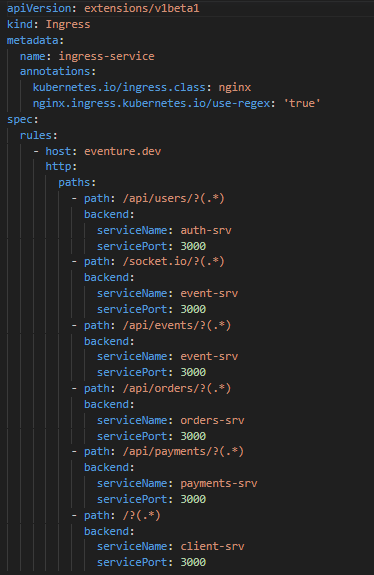 apiVersion: extensions/v1beta1
kind: Ingress
metadata:
  name: ingress-service
  annotations:
    kubernetes.io/ingress.class: nginx
    nginx.ingress.kubernetes.io/use-regex: 'true'
spec:
  rules:
    - host: eventure.dev
      http:
        paths:
          - path: /api/users/?(.*)
            backend:
              serviceName: auth-srv
              servicePort: 3000
          - path: /socket.io/?(.*)
            backend:
              serviceName: event-srv
              servicePort: 3000
          - path: /api/events/?(.*)
            backend:
              serviceName: event-srv
              servicePort: 3000
          - path: /api/orders/?(.*)
            backend:
              serviceName: orders-srv
              servicePort: 3000
          - path: /api/payments/?(.*)
            backend:
              serviceName: payments-srv
              servicePort: 3000
          - path: /?(.*)
            backend:
              serviceName: client-srv
              servicePort: 3000